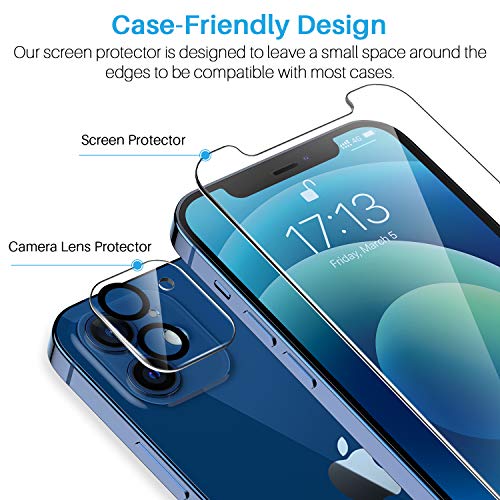 Case-Friendly Design
Our screen protector is designed to leave a small space around the
edges to be compatible with most cases.
Screen Protector
4G
17:13
Friday, March 5
Camera Lens Protector